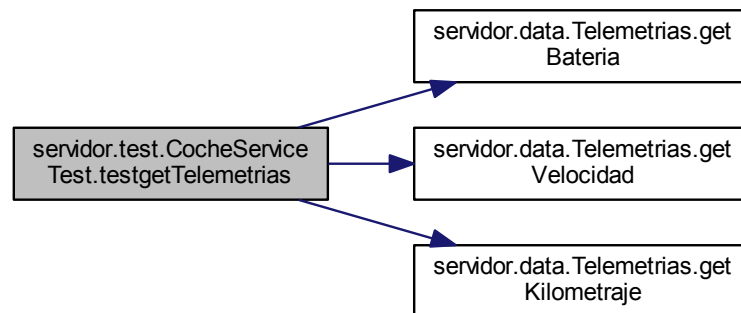 servidor.data.Telemetrias.get
Bateria
servidor.test.CocheService
Test.testgetTelemetrias
servidor.data.Telemetrias.get
Velocidad
servidor.data.Telemetrias.get
Kilometraje